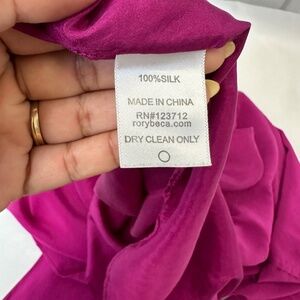 100%SILK
MADE IN CHINA
RN#123712
rorybeca.com
DRY CLEAN ONLY